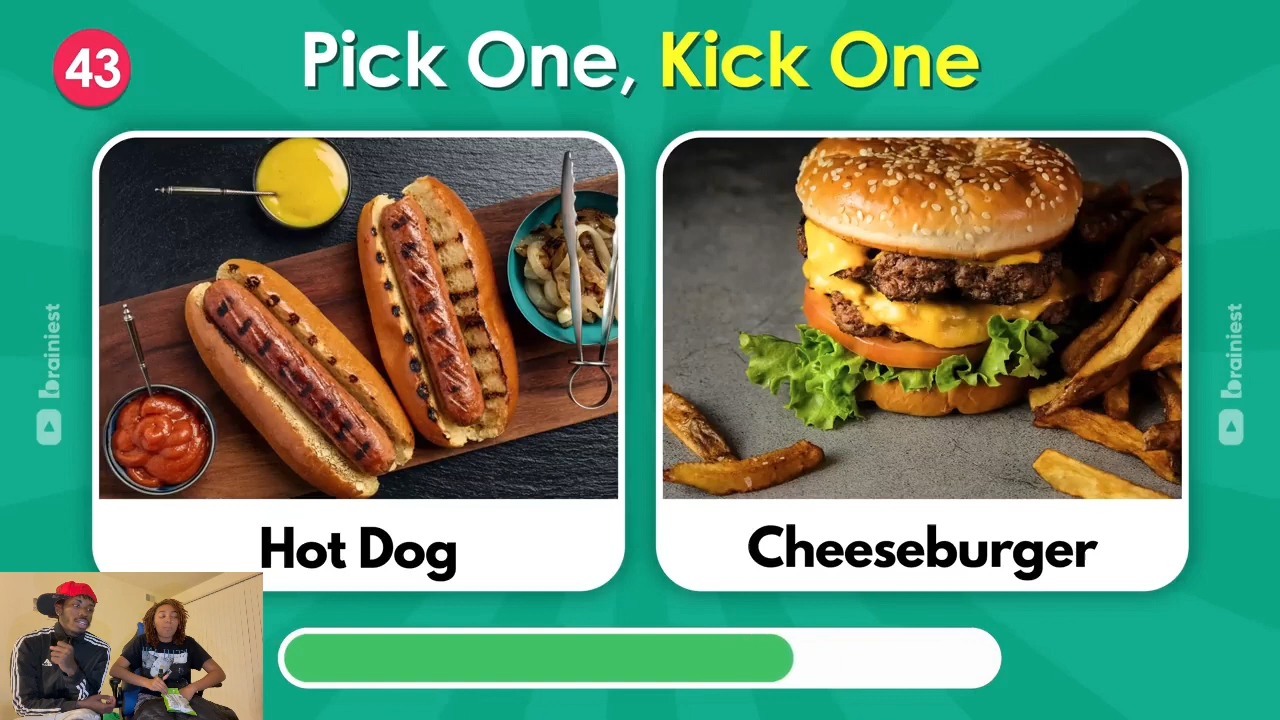 43
Pick One, Kick One
brainiest
brainiest
Hot Dog
Cheeseburger